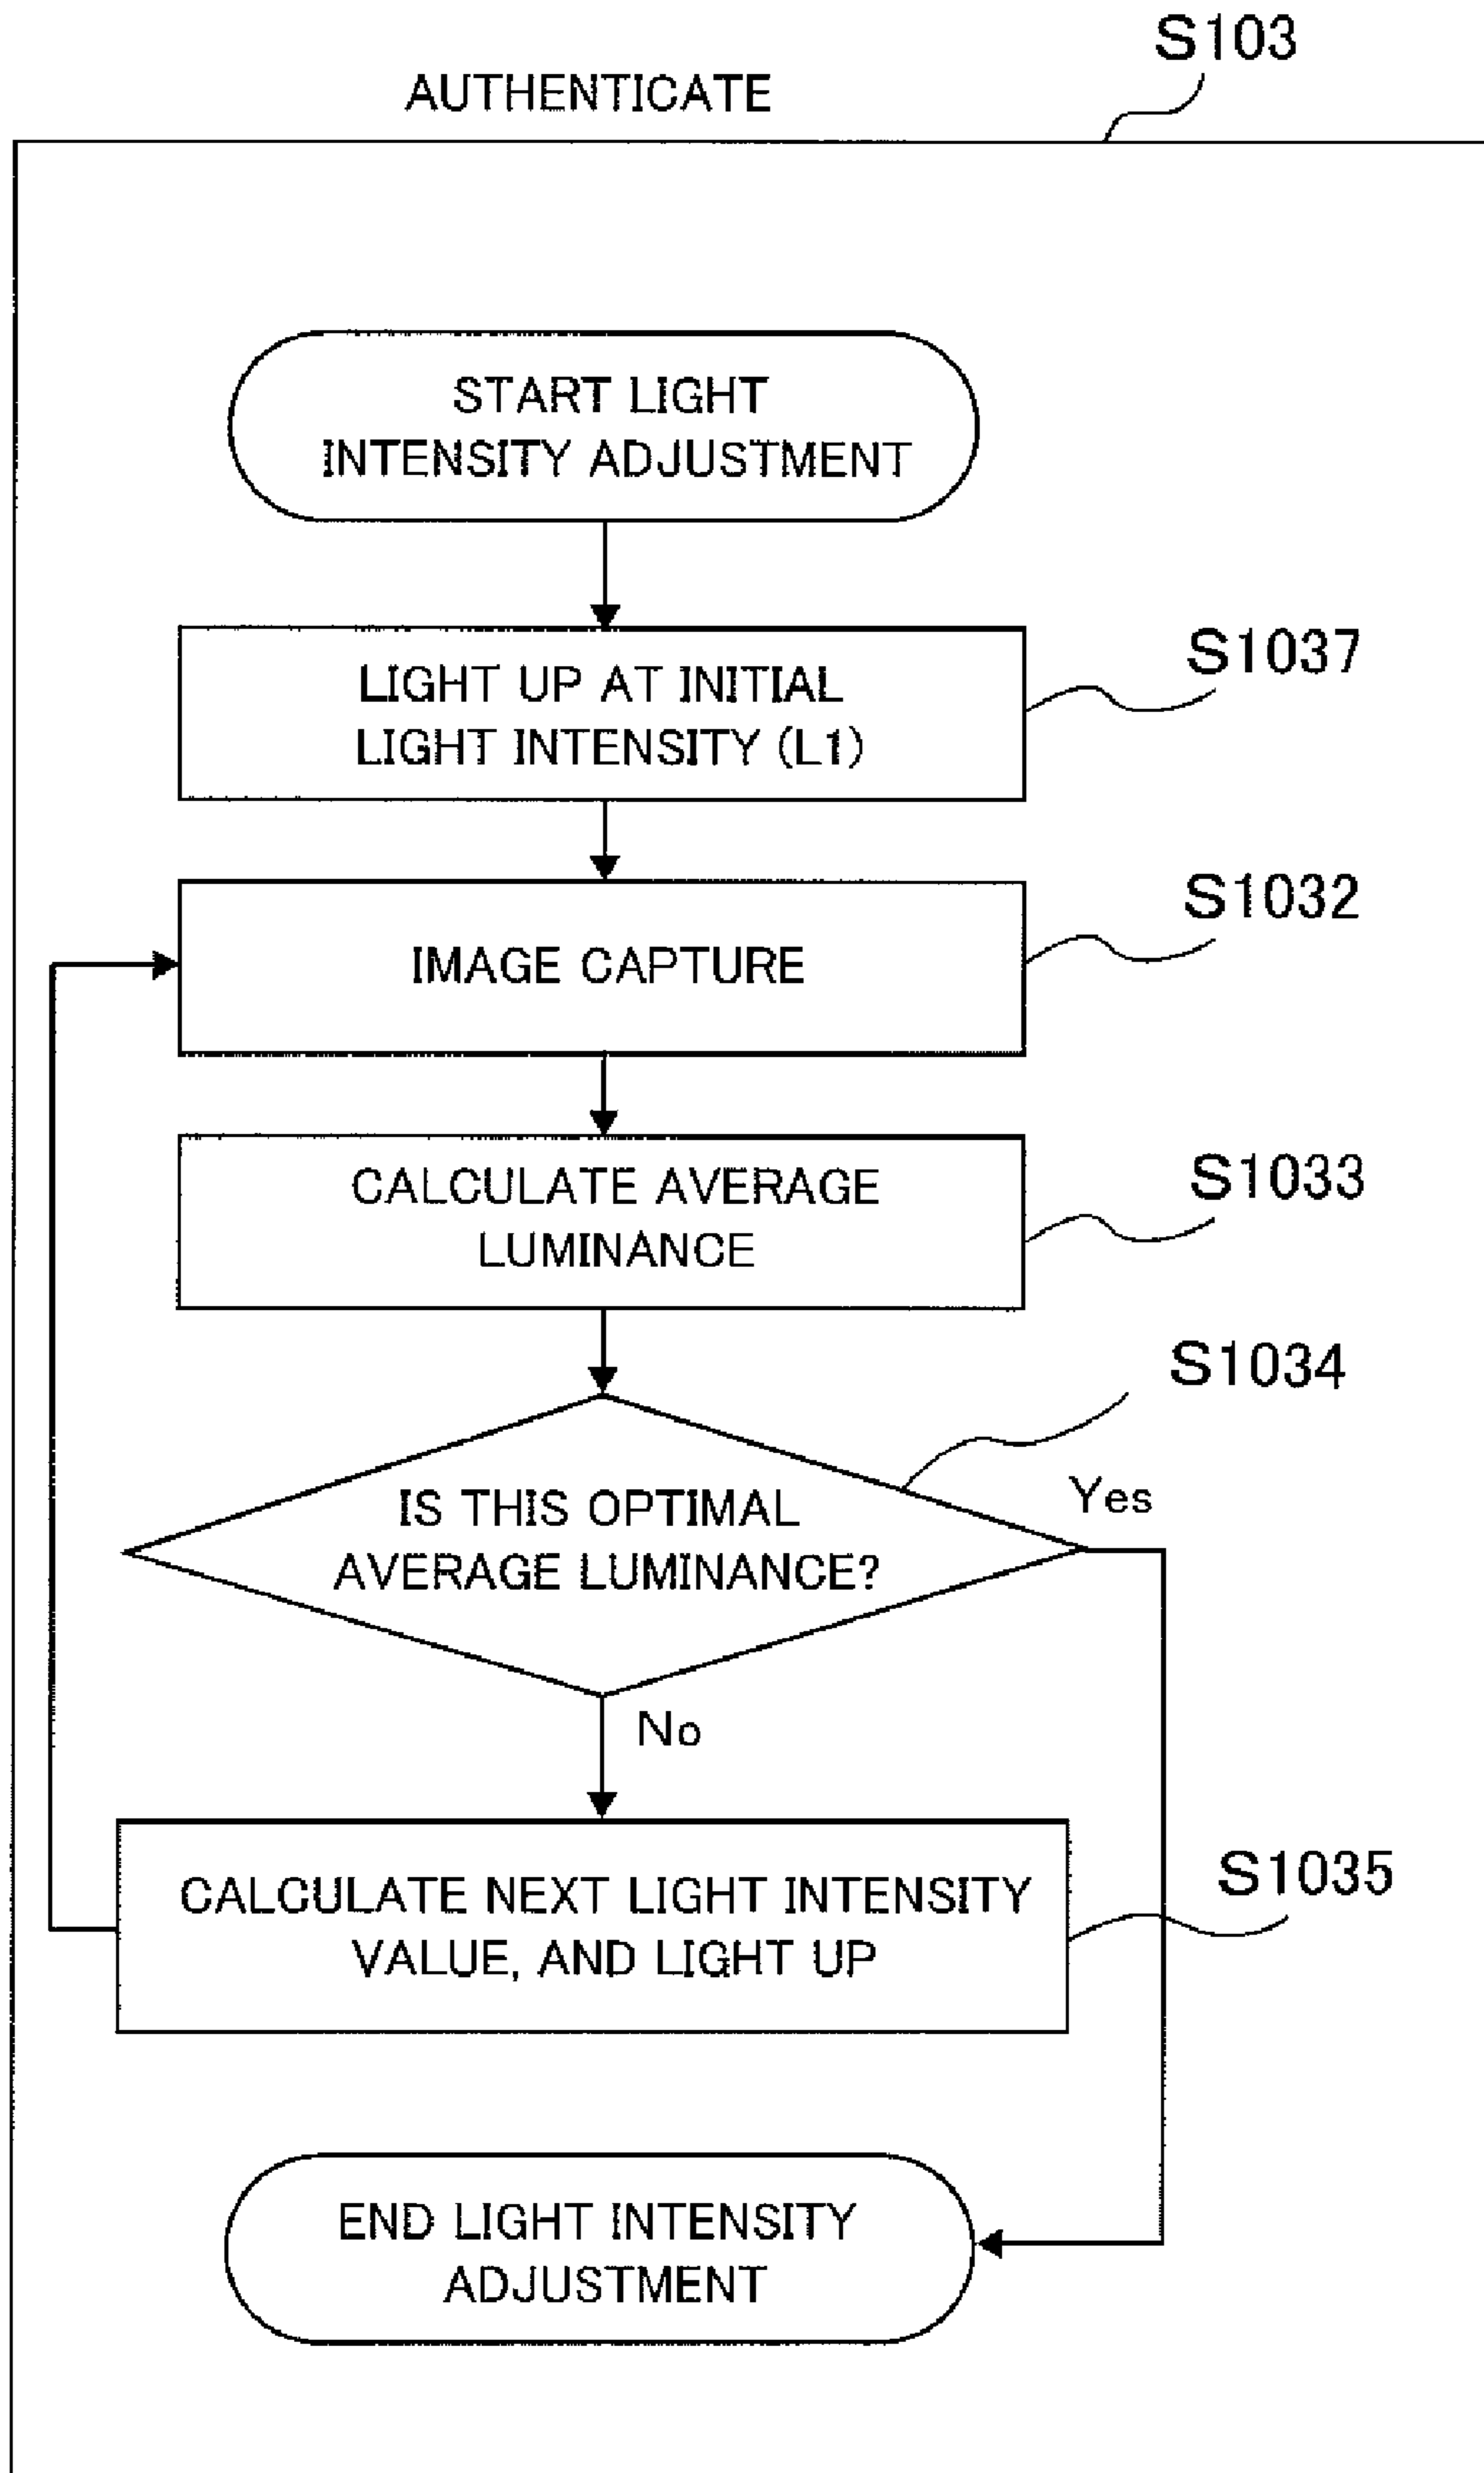 S103
AUTHENTICATE
START LIGHT
INTENSITY ADJUSTMENT
LIGHT UP AT INITIAL
LIGHT INTENSITY (L1)
S1037
IMAGE CAPTURE
S1032
CALCULATE AVERAGE
LUMINANCE
S1033
S1034
IS THIS OPTIMAL
AVERAGE LUMINANCE?
Yes
No
CALCULATE NEXT LIGHT INTENSITY
VALUE, AND LIGHT UP
S1035
END LIGHT INTENSITY
ADJUSTMENT